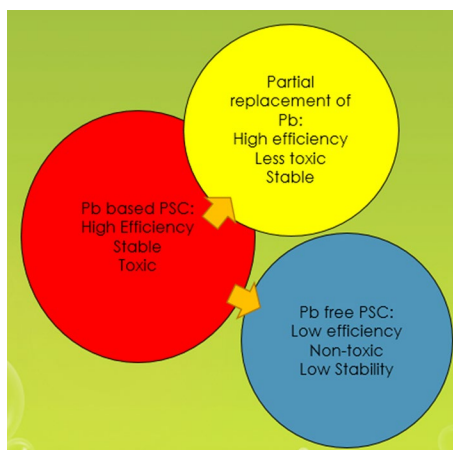 Partial
replacement of
Pb:
High efficiency
Less toxic
Stable
Pb based PSC:
High Efficiency
Stable
Toxic
Pb free PSC:
Low efficiency
Non-toxic
Low Stability